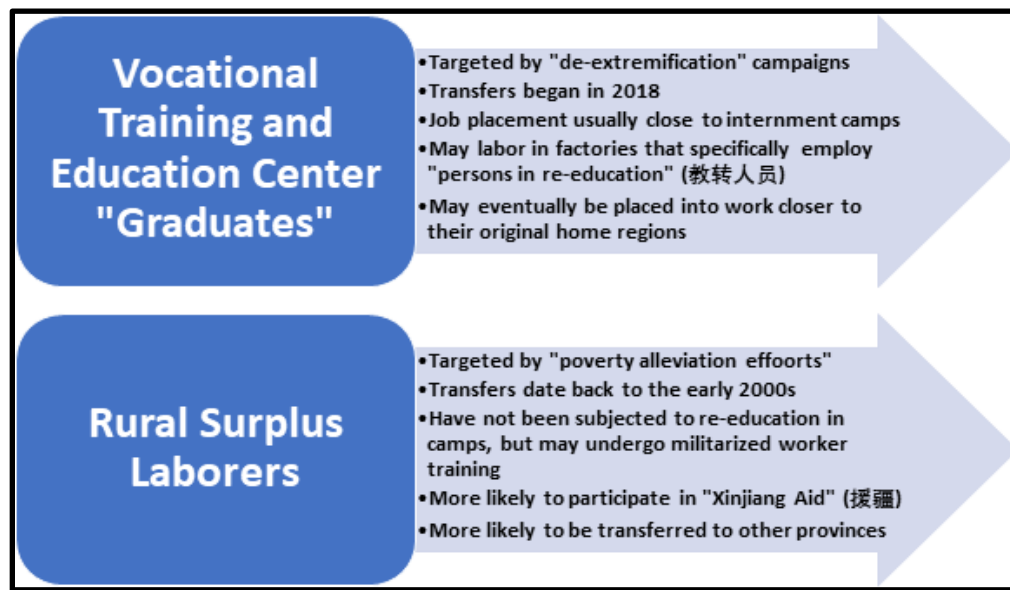 Vocational
Training and
Education Center
"Graduates"
•Targeted by "de-extremification" campaigns
•Transfers began in 2018
•Job placement usually close to internment camps
•May labor in factories that specifically employ
"persons in re-education" (教转人员)
•May eventually be placed into work closer to
their original home regions
Rural Surplus
Laborers
•Targeted by "poverty alleviation effoorts"
•Transfers date back to the early 2000s
•Have not been subjected to re-education in
camps, but may undergo militarized worker
training
•More likely to participate in "Xinjiang Aid" (援疆)
•More likely to be transferred to other provinces